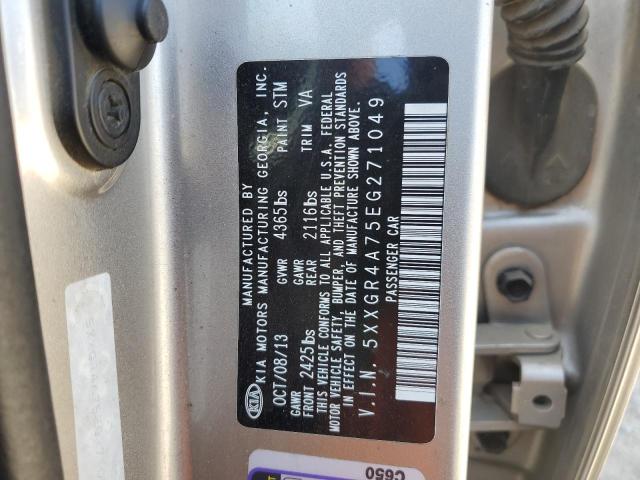 MANUFACTURED BY
KIA KIA MOTORS MANUFACTURING GEORGIA, INC.
OCT/08/13 GVWR 4365lbs PAINT STM
GAWR FRONT 2425lbs GAWR REAR 2116lbs TRIM VA
THIS VEHICLE CONFORMS TO ALL APPLICABLE U.S.A. FEDERAL
MOTOR VEHICLE SAFETY, BUMPER, AND THEFT PREVENTION STANDARDS
IN EFFECT ON THE DATE OF MANUFACTURE SHOWN ABOVE.
V.I.N. 5XXGR4A75EG271049
PASSENGER CAR
C650